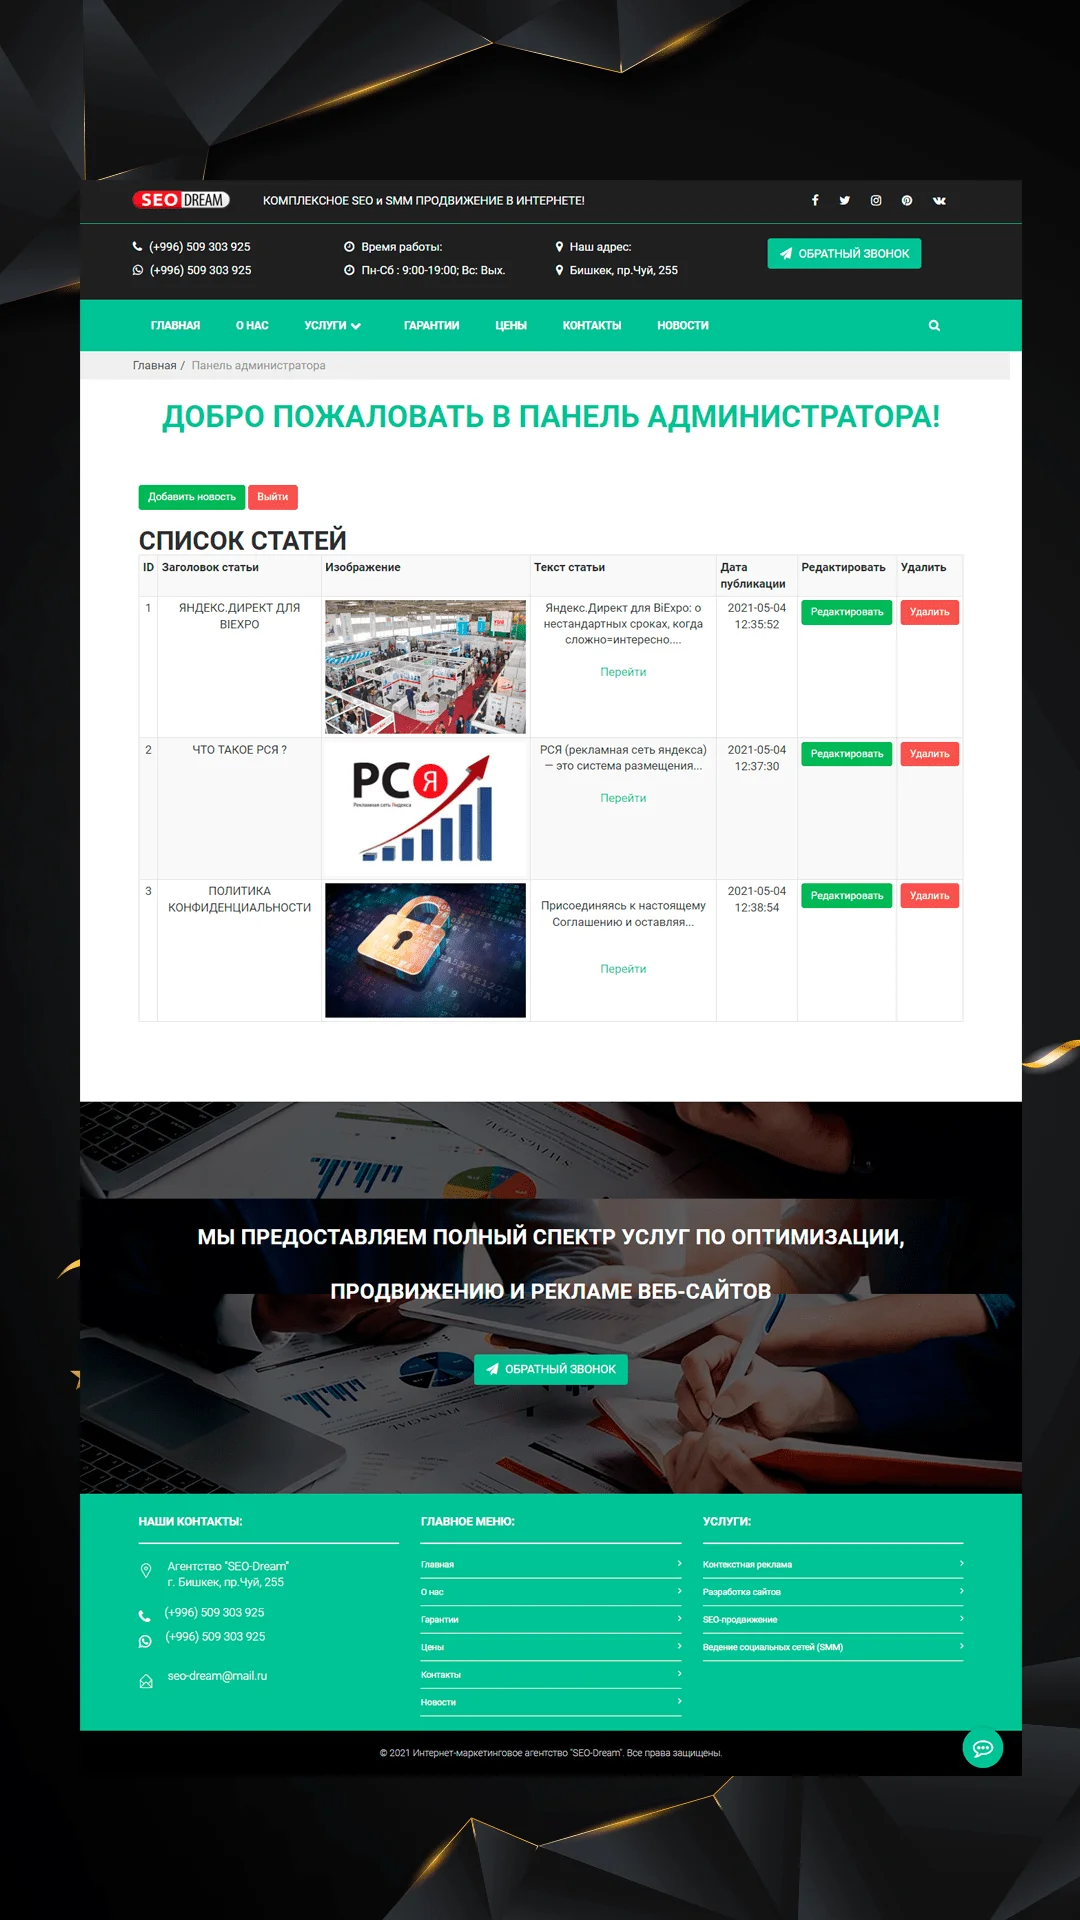 SEO DREAM
КОМПЛЕКСНОЕ SEO и SMM ПРОДВИЖЕНИЕ В ИНТЕРНЕТЕ!
(+996) 509 303 925
(+996) 509 303 925
Время работы:
Пн-Сб : 9:00-19:00; Вс: Вых.
Наш адрес:
Бишкек, пр.Чуй, 255
ОБРАТНЫЙ ЗВОНОК
ГЛАВНАЯ О НАС УСЛУГИ ГАРАНТИИ ЦЕНЫ КОНТАКТЫ НОВОСТИ
Главная / Панель администратора
ДОБРО ПОЖАЛОВАТЬ В ПАНЕЛЬ АДМИНИСТРАТОРА!
Добавить новость Выйти
СПИСОК СТАТЕЙ
ID Заголовок статьи Изображение Текст статьи Дата публикации Редактировать Удалить
1
ЯНДЕКС.ДИРЕКТ ДЛЯ
BIEXPO
Яндекс.Директ для BiExpo: о
нестандартных сроках, когда
сложно=интересно....
Перейти
2021-05-04
12:35:52
Редактировать
Удалить
2
ЧТО ТАКОЕ РСЯ ?
РСЯ
Рекламная сеть Яндекса
РСЯ (рекламная сеть яндекса)
— это система размещения...
Перейти
2021-05-04
12:37:30
Редактировать
Удалить
3
ПОЛИТИКА
КОНФИДЕНЦИАЛЬНОСТИ
Присоединяясь к настоящему
Соглашению и оставляя...
Перейти
2021-05-04
12:38:54
Редактировать
Удалить
МЫ ПРЕДОСТАВЛЯЕМ ПОЛНЫЙ СПЕКТР УСЛУГ ПО ОПТИМИЗАЦИИ,
ПРОДВИЖЕНИЮ И РЕКЛАМЕ ВЕБ-САЙТОВ
ОБРАТНЫЙ ЗВОНОК
НАШИ КОНТАКТЫ:
Агентство "SEO-Dream"
г. Бишкек, пр.Чуй, 255
(+996) 509 303 925
(+996) 509 303 925
seo-dream@mail.ru
ГЛАВНОЕ МЕНЮ:
Главная
О нас
Гарантии
Цены
Контакты
Новости
УСЛУГИ:
Контекстная реклама
Разработка сайтов
SEO-продвижение
Ведение социальных сетей (SMM)
© 2021 Интернет-маркетинговое агентство "SEO-Dream". Все права защищены.